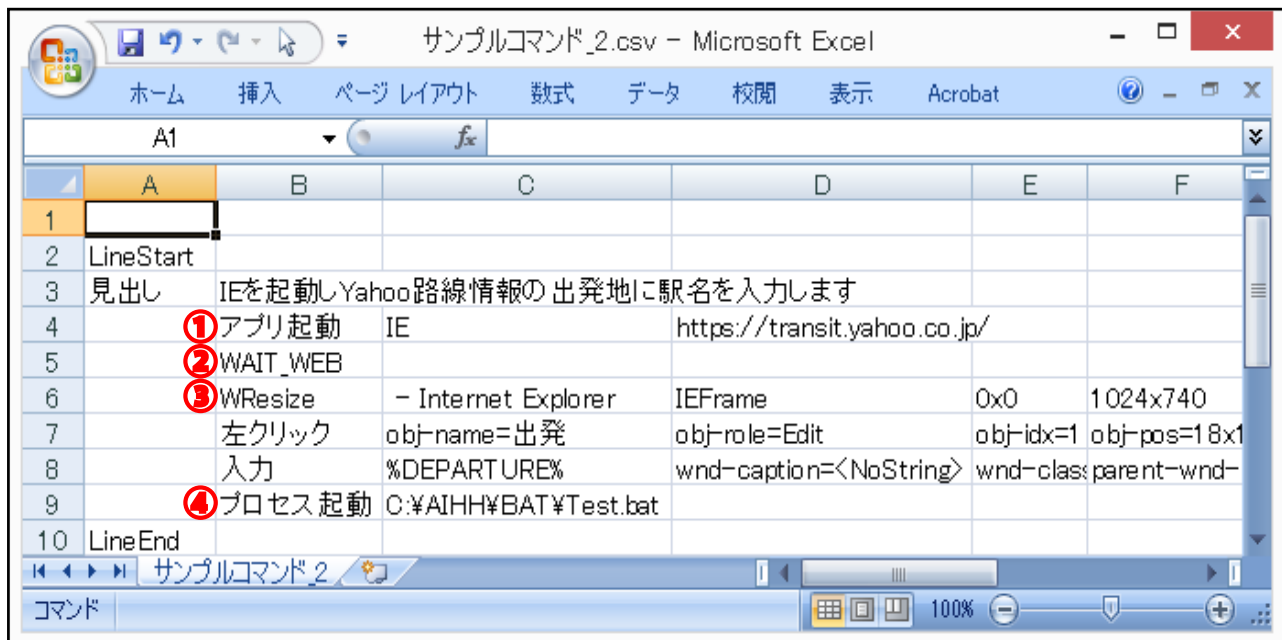 サンプルコマンド_2.csv - Microsoft Excel
ホーム 挿入 ページ レイアウト 数式 データ 校閲 表示 Acrobat
A1 fx
A B C D E F
1
2 LineStart
3 見出し IEを起動しYahoo路線情報の出発地に駅名を入力します
4 ①アプリ起動 IE https://transit.yahoo.co.jp/
5 ②WAIT_WEB
6 ③WResize - Internet Explorer IEFrame 0x0 1024x740
7 左クリック obj-name=出発 obj-role=Edit obj-idx=1 obj-pos=18x1
8 入力 %DEPARTURE% wnd-caption=<NoString> wnd-class parent-wnd-
9 ④プロセス起動 C:¥AIHH¥BAT¥Test.bat
10 LineEnd
サンプルコマンド_2
コマンド 100%